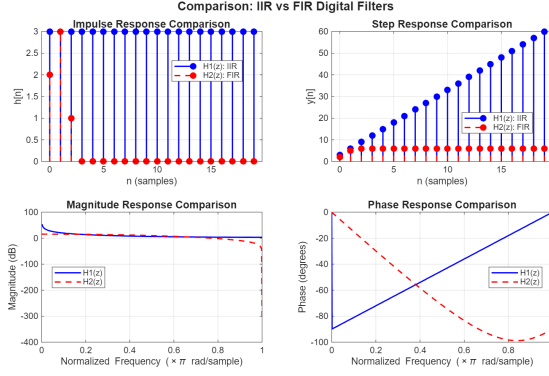 Comparison: IIR vs FIR Digital Filters
Impulse Response Comparison
3
2.5
2
1.5
1
0.5
0
h[n]
H1(z): IIR
H2(z): FIR
0
5
10
15
n (samples)
Step Response Comparison
60
50
40
30
20
10
0
y[n]
H1(z): IIR
H2(z): FIR
0
5
10
15
n (samples)
Magnitude Response Comparison
100
0
-100
-200
-300
-400
Magnitude (dB)
H1(z)
H2(z)
0
0.2
0.4
0.6
0.8
1
Normalized Frequency (×π rad/sample)
Phase Response Comparison
0
-20
-40
-60
-80
-100
Phase (degrees)
H1(z)
H2(z)
0
0.2
0.4
0.6
0.8
Normalized Frequency (×π rad/sample)